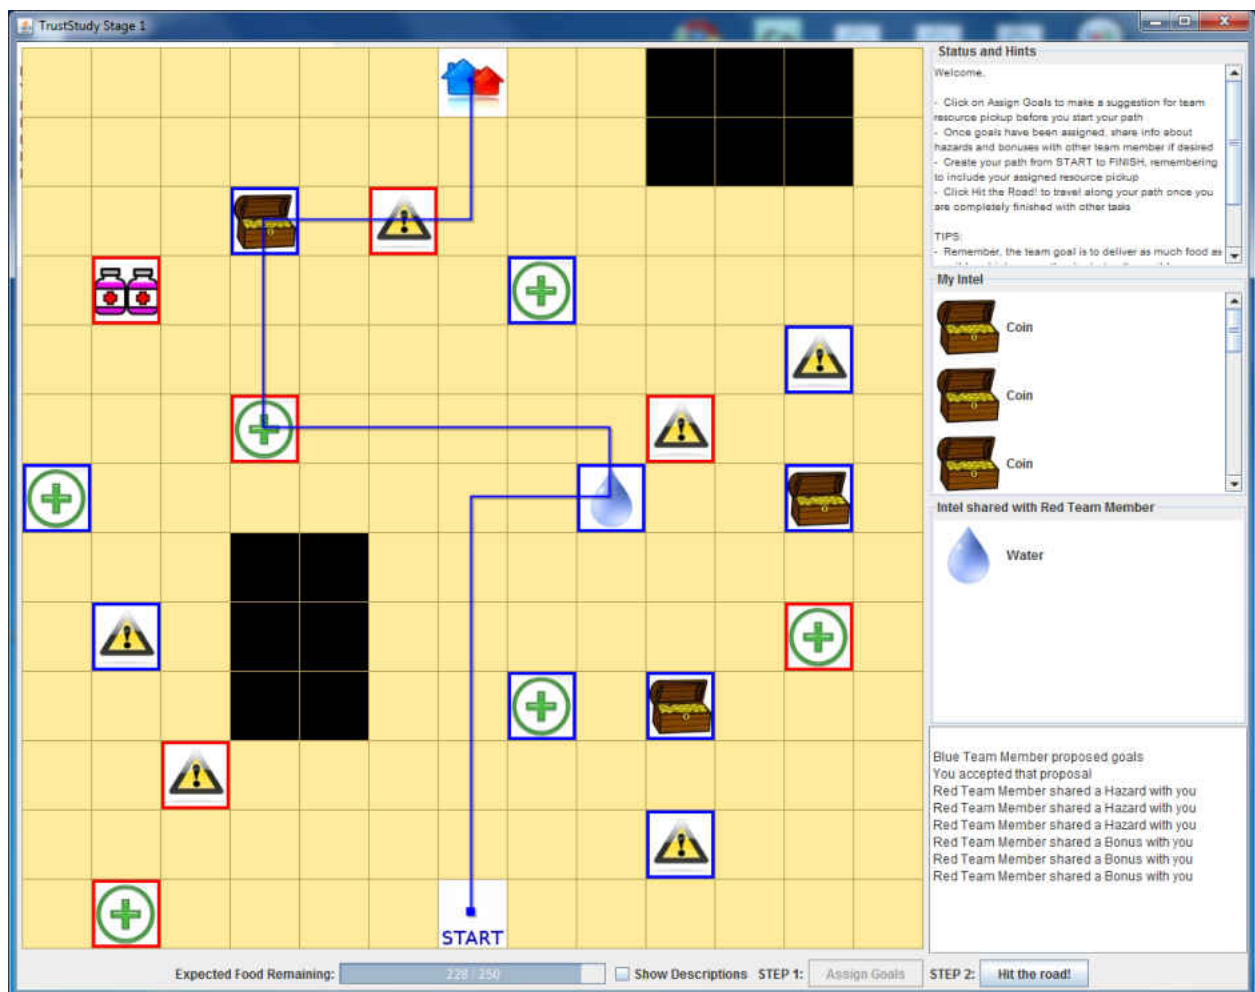 TrustStudy Stage 1
Status and Hints
Welcome.
- Click on Assign Goals to make a suggestion for team
resource pickup before you start your path
- Once goals have been assigned, share info about
hazards and bonuses with other team member if desired
- Create your path from START to FINISH, remembering
to include your assigned resource pickup
- Click Hit the Road! to travel along your path once you
are completely finished with other tasks
TIPS:
- Remember, the team goal is to deliver as much food as
My Intel
Coin
Coin
Coin
Intel shared with Red Team Member
Water
Blue Team Member proposed goals
You accepted that proposal
Red Team Member shared a Hazard with you
Red Team Member shared a Hazard with you
Red Team Member shared a Hazard with you
Red Team Member shared a Bonus with you
Red Team Member shared a Bonus with you
Red Team Member shared a Bonus with you
START
Expected Food Remaining:
228 / 250
Show Descriptions
STEP 1:
Assign Goals
STEP 2:
Hit the road!